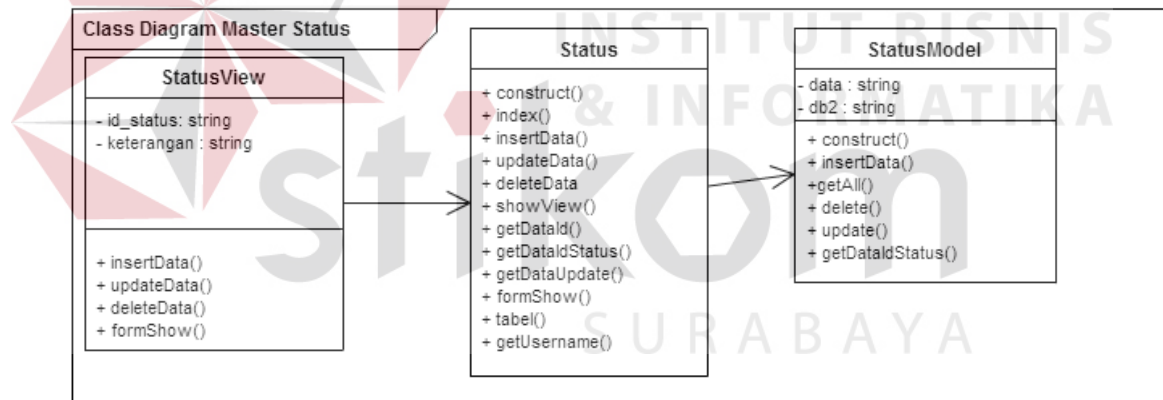 Class Diagram Master Status
StatusView
- id_status: string
- keterangan : string
+ insertData()
+ updateData()
+ deleteData()
+ formShow()
Status
+ construct()
+ index()
+ insertData()
+ updateData()
+ deleteData
+ showView()
+ getDataId()
+ getDataIdStatus()
+ getDataUpdate()
+ formShow()
+ tabel()
+ getUsername()
StatusModel
- data : string
- db2 : string
+ construct()
+ insertData()
+getAll()
+ delete()
+ update()
+ getDataIdStatus()
INSTITUT BISNIS
& INFORMATIKA
stikom
SURABAYA